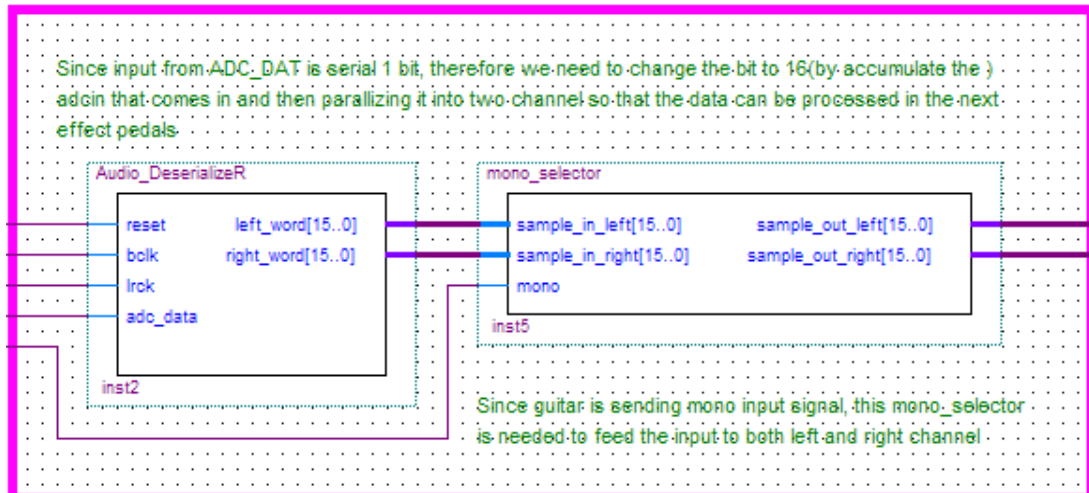 Since input from ADC_DAT is serial 1 bit, therefore we need to change the bit to 16(by accumulate the )
adcin that comes in and then parallizing it into two channel so that the data can be processed in the next
effect pedals
Audio_DeserializeR
reset left_word[15..0]
bclk right_word[15..0]
lrck
adc_data
inst2
mono_selector
sample_in_left[15..0] sample_out_left[15..0]
sample_in_right[15..0] sample_out_right[15..0]
mono
inst5
Since guitar is sending mono input signal, this mono_selector
is needed to feed the input to both left and right channel